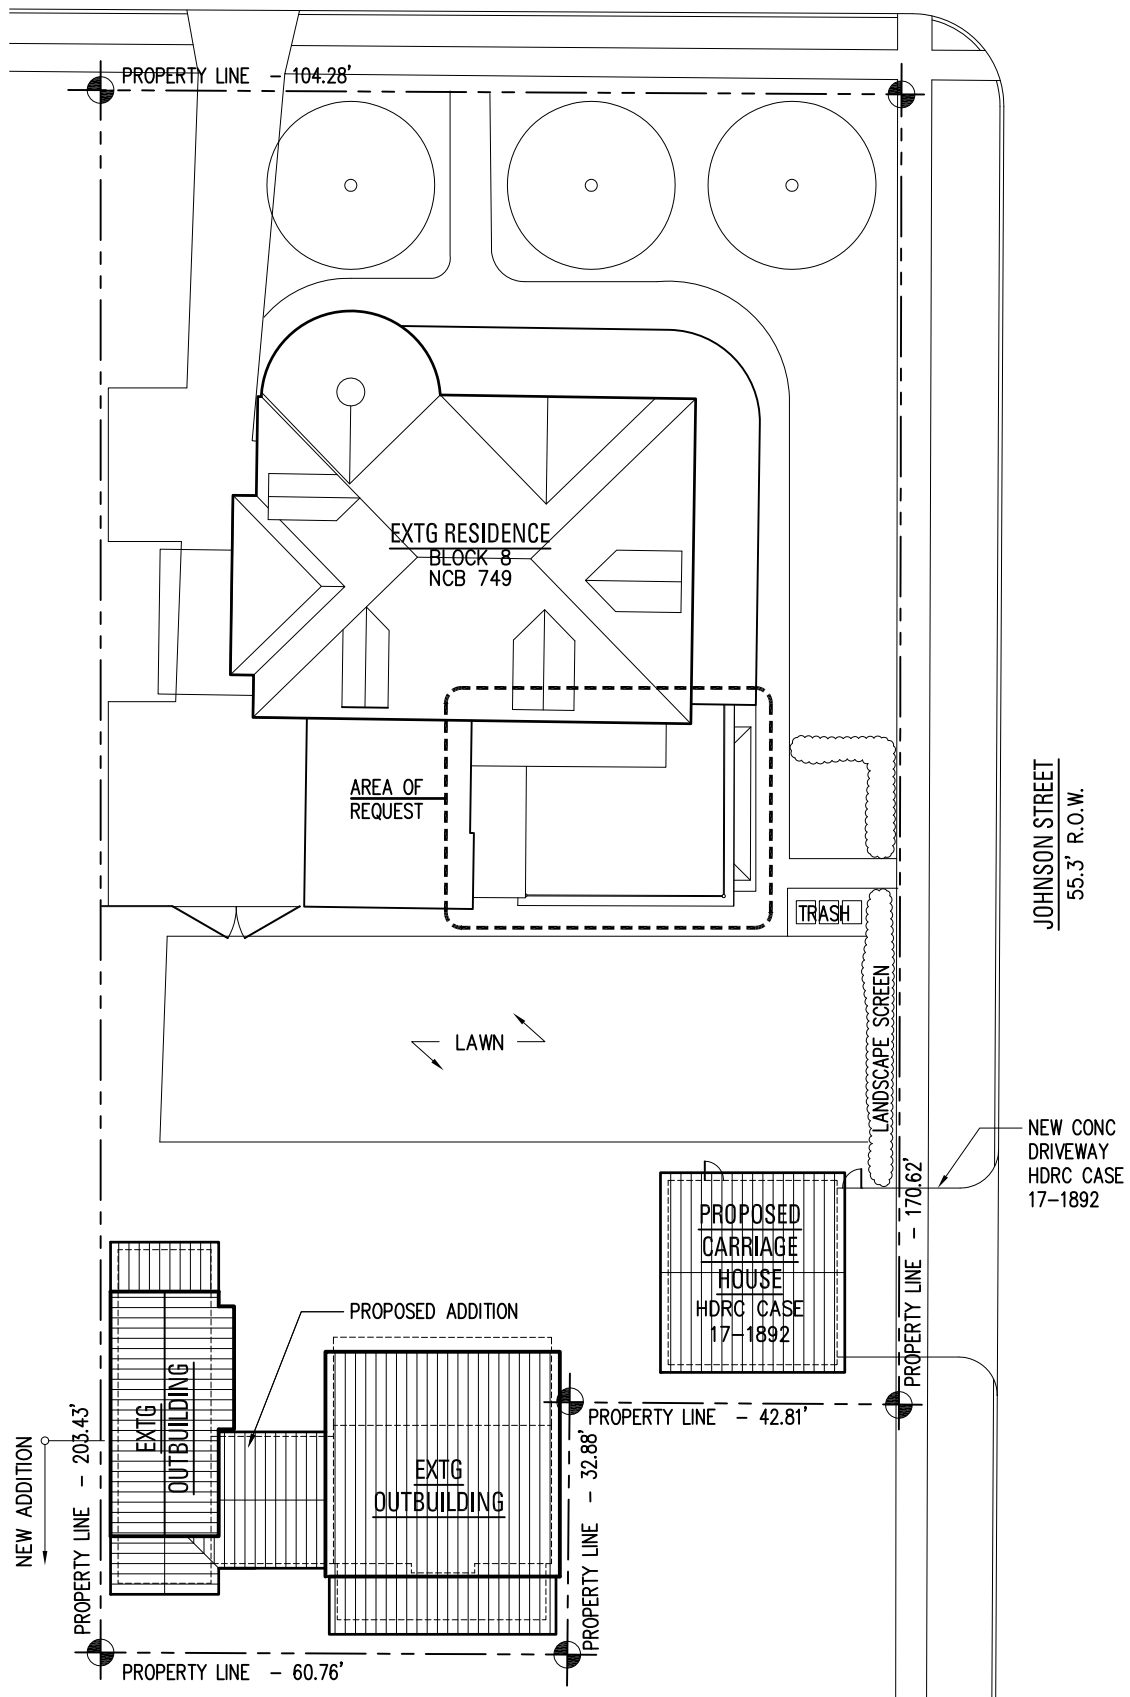 PROPERTY LINE - 104.28'
EXTG RESIDENCE
BLOCK 8
NCB 749
AREA OF
REQUEST
JOHNSON STREET
55.3' R.O.W.
TRASH
LANDSCAPE SCREEN
LAWN
NEW CONC
DRIVEWAY
HDRC CASE
17-1892
PROPERTY LINE - 170.62'
PROPOSED
CARRIAGE
HOUSE
HDRC CASE
17-1892
PROPOSED ADDITION
EXTG
OUTBUILDING
PROPERTY LINE - 42.81'
NEW ADDITION
PROPERTY LINE - 203.43'
EXTG
OUTBUILDING
PROPERTY LINE - 32.88'
PROPERTY LINE - 60.76'